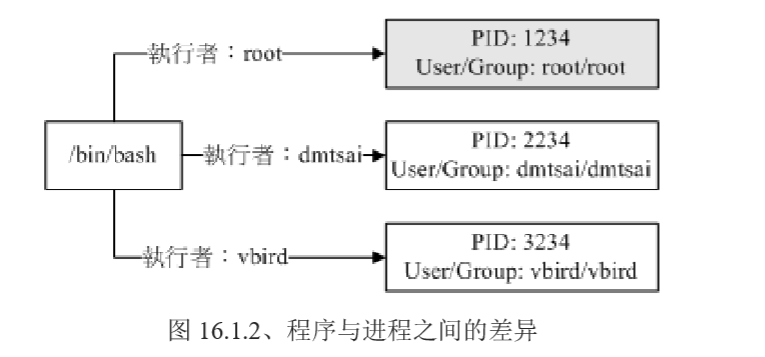 執行者：root
PID: 1234
User/Group: root/root
/bin/bash
執行者：dmtsai
PID: 2234
User/Group: dmtsai/dmtsai
執行者：vbird
PID: 3234
User/Group: vbird/vbird
图 16.1.2、程序与进程之间的差异